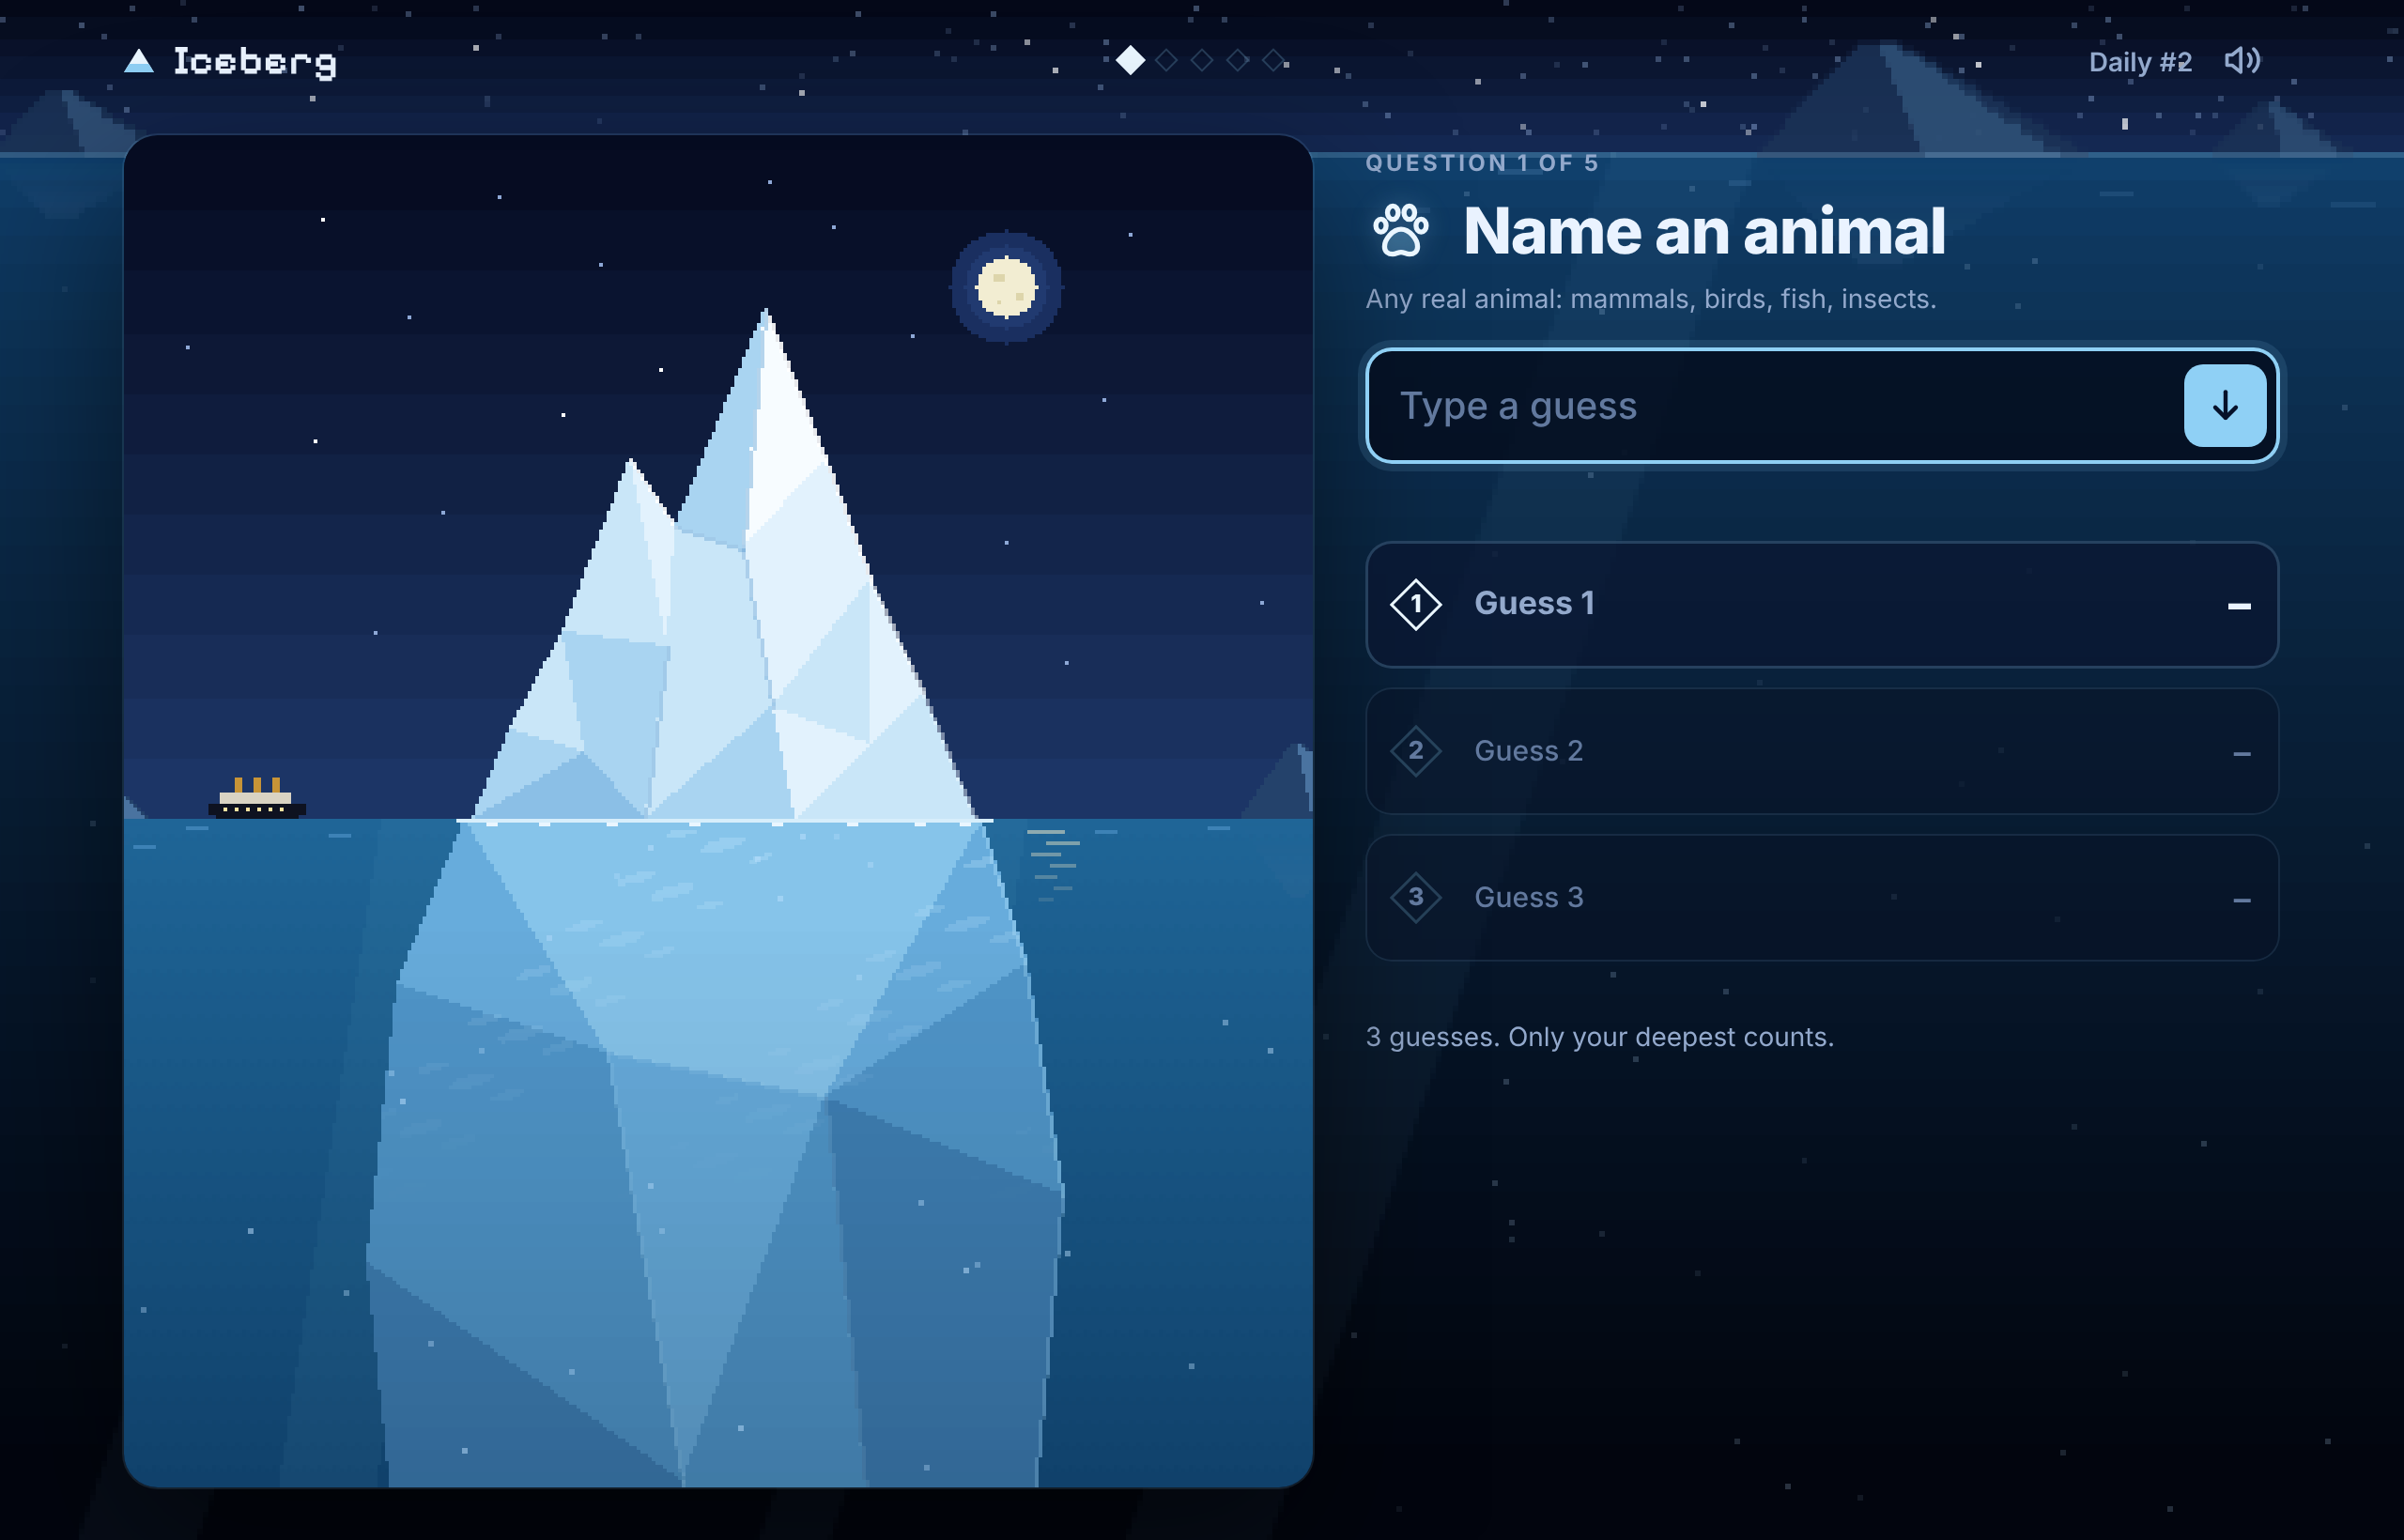 Iceberg
Daily #2
QUESTION 1 OF 5
Name an animal
Any real animal: mammals, birds, fish, insects.
Type a guess
1 Guess 1 –
2 Guess 2 –
3 Guess 3 –
3 guesses. Only your deepest counts.